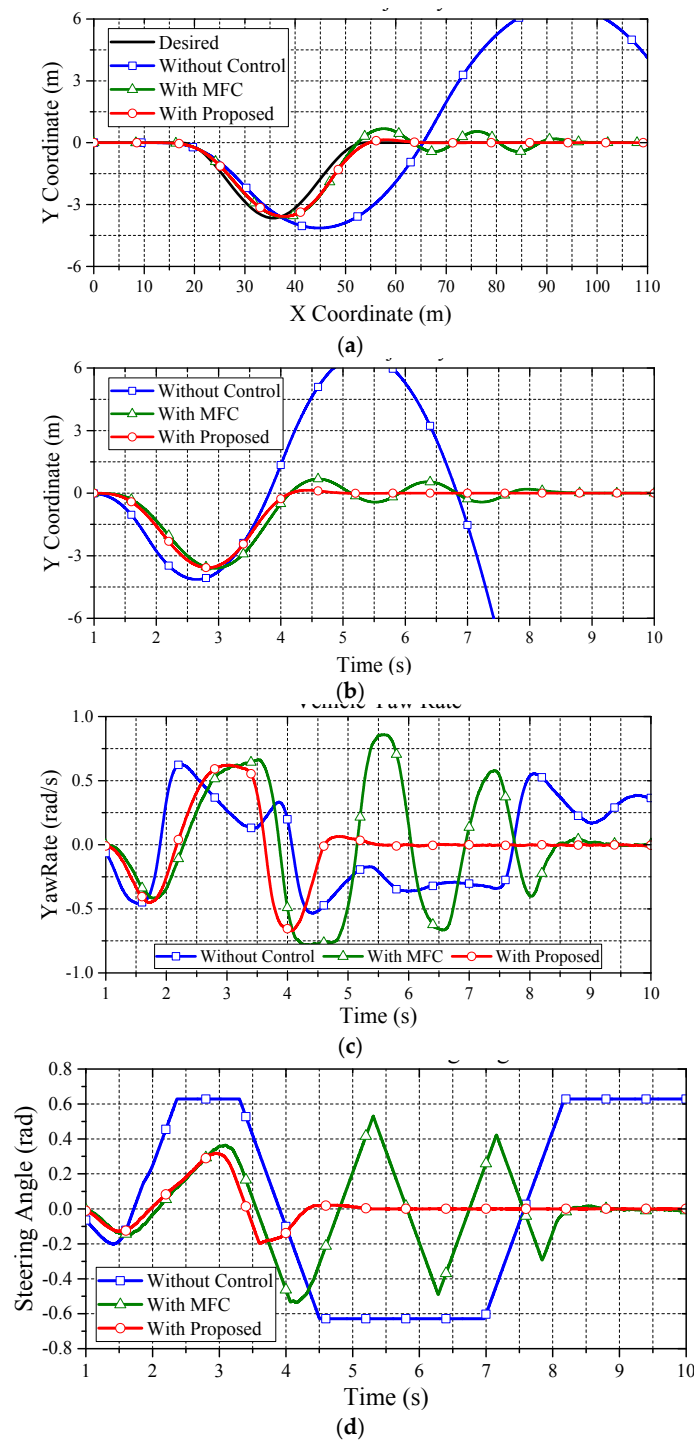 6
3
0
-3
-6
Y Coordinate (m)
Desired
Without Control
With MFC
With Proposed
0 10 20 30 40 50 60 70 80 90 100 110
X Coordinate (m)
(a)
6
3
0
-3
-6
Y Coordinate (m)
Without Control
With MFC
With Proposed
1 2 3 4 5 6 7 8 9 10
Time (s)
(b)
Vehicle Yaw Rate
1.0
0.5
0.0
-0.5
-1.0
YawRate (rad/s)
Without Control With MFC With Proposed
1 2 3 4 5 6 7 8 9 10
Time (s)
(c)
0.8
0.6
0.4
0.2
0.0
-0.2
-0.4
-0.6
-0.8
Steering Angle (rad)
Without Control
With MFC
With Proposed
1 2 3 4 5 6 7 8 9 10
Time (s)
(d)